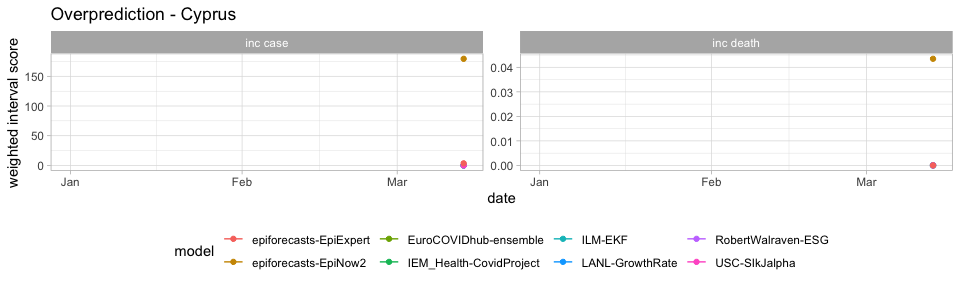 Overprediction - Cyprus
inc case
inc death
weighted interval score
150
100
50
0
0.04
0.03
0.02
0.01
0.00
Jan Feb Mar
Jan Feb Mar
date
model
epiforecasts-EpiExpert EuroCOVIDhub-ensemble ILM-EKF RobertWalraven-ESG
epiforecasts-EpiNow2 IEM_Health-CovidProject LANL-GrowthRate USC-SIkJalpha